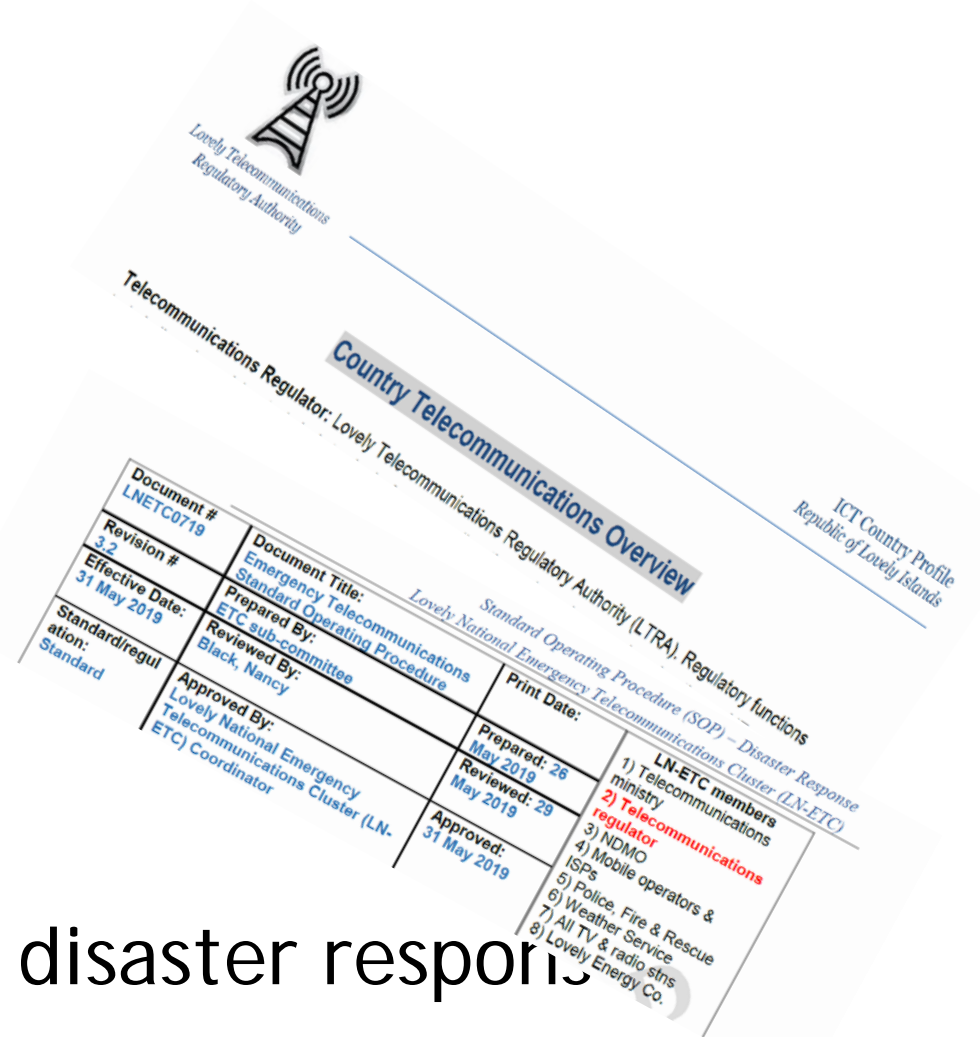 Lovely Telecommunications
Regulatory Authority
ICT Country Profile
Republic of Lovely Islands
Country Telecommunications Overview
Telecommunications Regulator: Lovely Telecommunications Regulatory Authority (LTRA), Regulatory functions
Standard Operating Procedure (SOP) – Disaster Response
Lovely National Emergency Telecommunications Cluster (LN-ETC)
Document #
LNETC0719
Revision #
3.2
Effective Date:
31 May 2019
Standard/regul
ation:
Standard
Document Title:
Emergency Telecommunications
Standard Operating Procedure
Prepared By:
ETC sub-committee
Reviewed By:
Black, Nancy
Approved By:
Lovely National Emergency
Telecommunications Cluster (LN-
ETC) Coordinator
Print Date:
Prepared: 26
May 2019
Reviewed: 29
May 2019
Approved:
31 May 2019
LN-ETC members
1) Telecommunications
ministry
2) Telecommunications
regulator
3) NDMO
4) Mobile operators &
ISPs
5) Police, Fire & Rescue
6) Weather Service
7) All TV & radio stns
8) Lovely Energy Co.
disaster